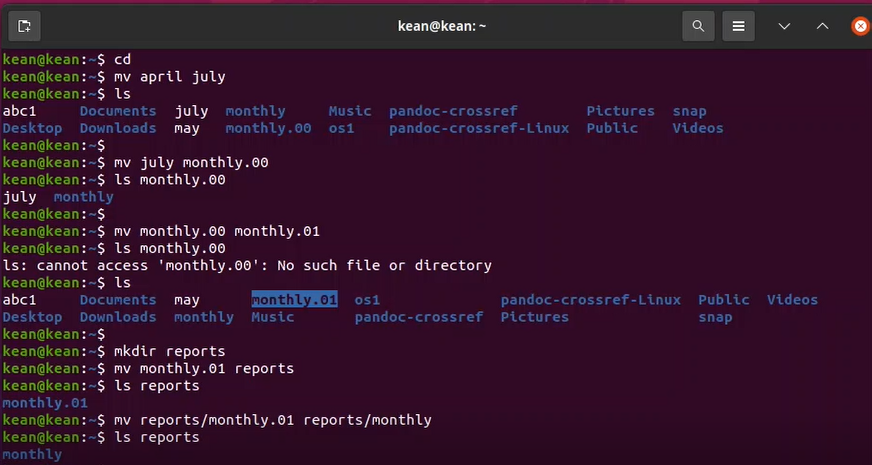 kean@kean: ~
kean@kean:~$ cd
kean@kean:~$ mv april july
kean@kean:~$ ls
abc1 Documents july monthly Music pandoc-crossref Pictures snap
Desktop Downloads may monthly.00 os1 pandoc-crossref-Linux Public Videos
kean@kean:~$
kean@kean:~$ mv july monthly.00
kean@kean:~$ ls monthly.00
july monthly
kean@kean:~$
kean@kean:~$ mv monthly.00 monthly.01
kean@kean:~$ ls monthly.00
ls: cannot access 'monthly.00': No such file or directory
kean@kean:~$ ls
abc1 Documents may monthly.01 os1 pandoc-crossref-Linux Public Videos
Desktop Downloads monthly Music pandoc-crossref Pictures snap
kean@kean:~$
kean@kean:~$ mkdir reports
kean@kean:~$ mv monthly.01 reports
kean@kean:~$ ls reports
monthly.01
kean@kean:~$ mv reports/monthly.01 reports/monthly
kean@kean:~$ ls reports
monthly